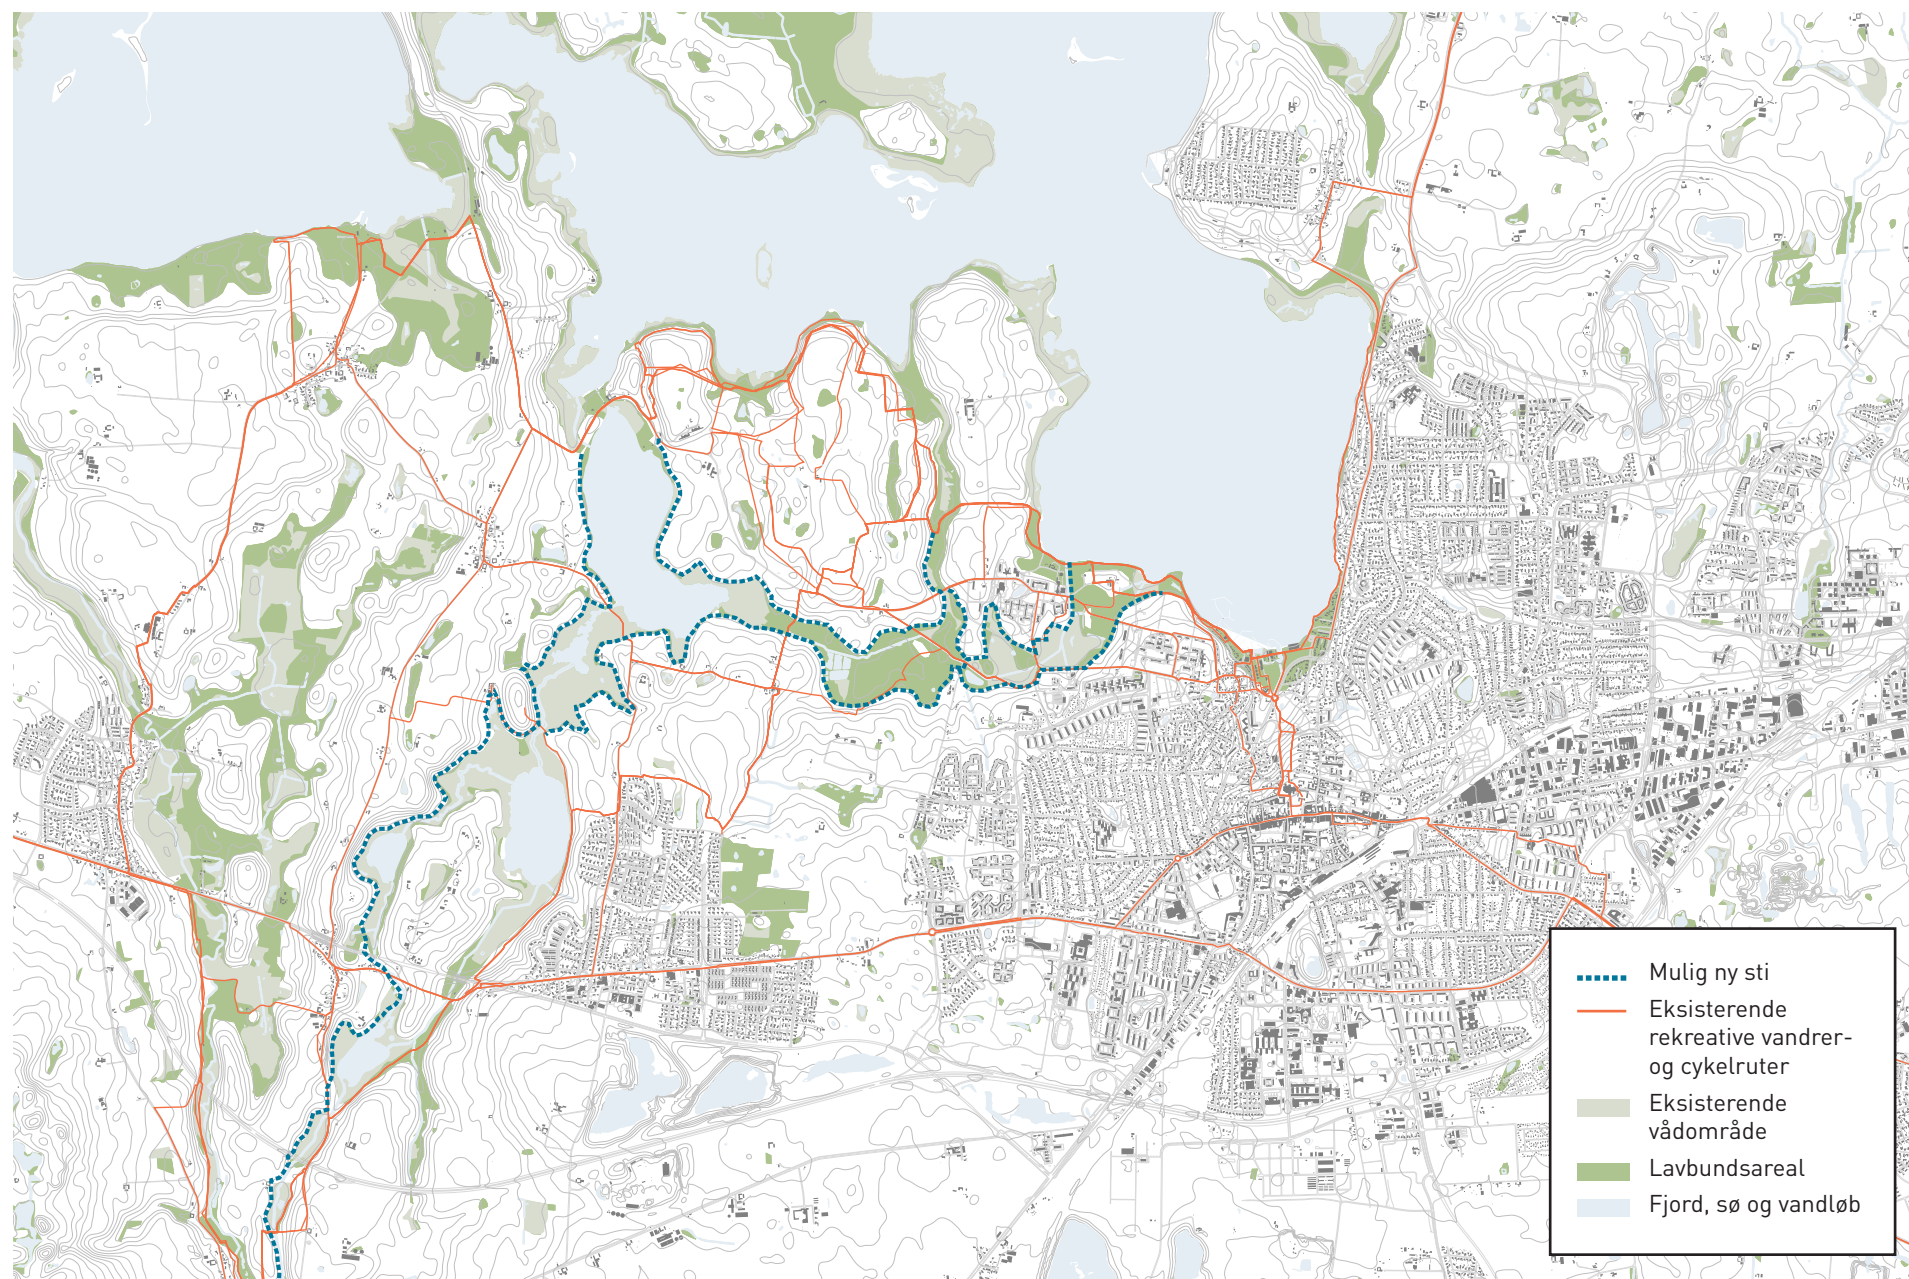 Mulig ny sti
Eksisterende
rekreative vandrer-
og cykelruter
Eksisterende
vådområde
Lavbundsareal
Fjord, sø og vandløb